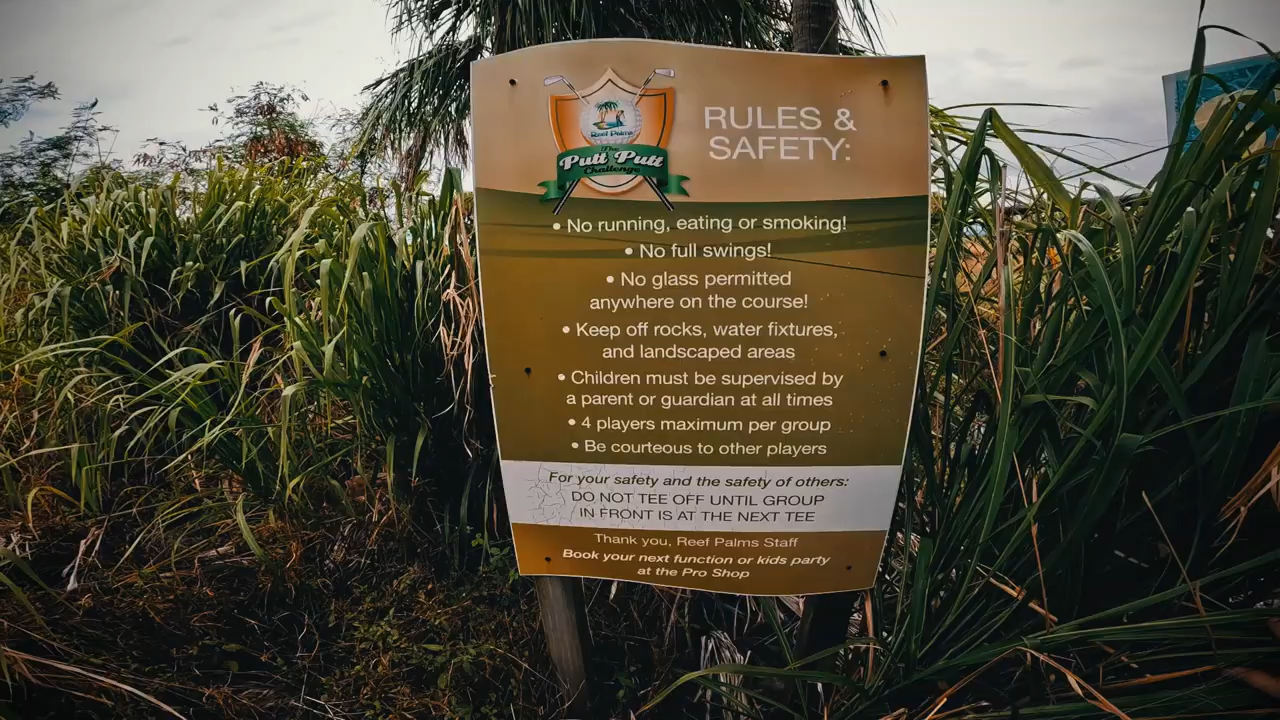 Reef Palms
The
Putt Putt
Challenge
RULES &
SAFETY:
• No running, eating or smoking!
• No full swings!
• No glass permitted
anywhere on the course!
• Keep off rocks, water fixtures,
and landscaped areas
• Children must be supervised by
a parent or guardian at all times
• 4 players maximum per group
• Be courteous to other players
For your safety and the safety of others:
DO NOT TEE OFF UNTIL GROUP
IN FRONT IS AT THE NEXT TEE
Thank you, Reef Palms Staff
Book your next function or kids party
at the Pro Shop